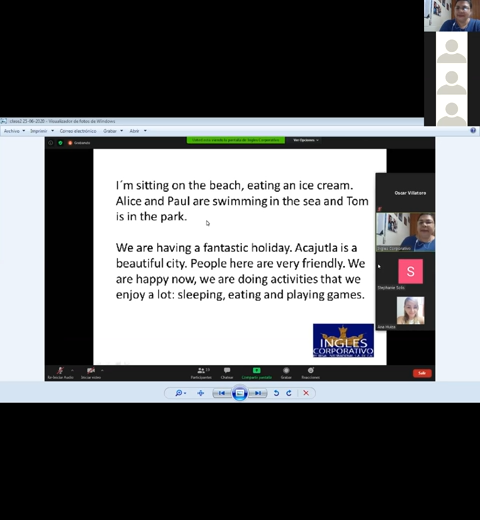 Archivo Imprimir Correo electrónico Grabar Abrir
Oscar Villatoro
I´m sitting on the beach, eating an ice cream.
Alice and Paul are swimming in the sea and Tom
is in the park.
We are having a fantastic holiday. Acajutla is a
beautiful city. People here are very friendly. We
are happy now, we are doing activities that we
enjoy a lot: sleeping, eating and playing games.
S
INGLES
CORPORATIVO
Participantes Chatear Compartir pantalla Grabar Reacciones
Salir